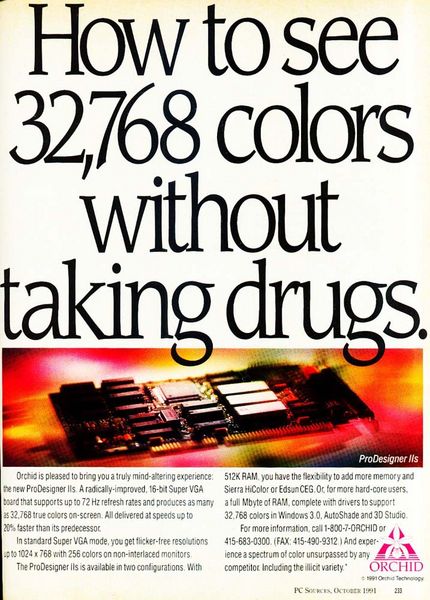 How to see
32,768 colors
without
taking drugs.
ProDesigner IIs
Orchid is pleased to bring you a truly mind-altering experience:
the new ProDesigner IIs. A radically-improved, 16-bit Super VGA
board that supports up to 72 Hz refresh rates and produces as many
as 32,768 true colors on-screen. All delivered at speeds up to
20% faster than its predecessor.
In standard Super VGA mode, you get flicker-free resolutions
up to 1024 x 768 with 256 colors on non-interlaced monitors.
The ProDesigner IIs is available in two configurations. With
512K RAM, you have the flexibility to add more memory and
Sierra HiColor or Edsun CEG. Or, for more hard-core users,
a full Mbyte of RAM, complete with drivers to support
32,768 colors in Windows 3.0, AutoShade and 3D Studio.
For more information, call 1-800-7-ORCHID or
415-683-0300. (FAX: 415-490-9312.) And exper-
ience a spectrum of color unsurpassed by any
competitor. Including the illicit variety.
ORCHID
© 1991 Orchid Technology.
PC SOURCES, OCTOBER 1991 233